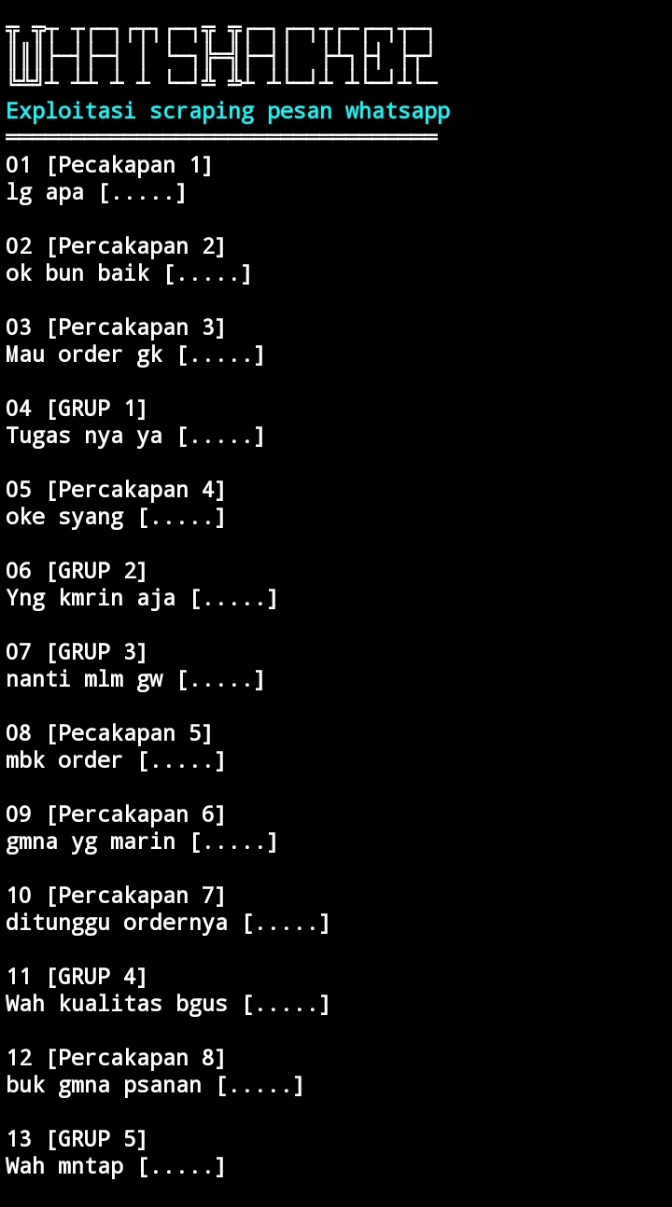 WHATSHACKER
Exploitasi scraping pesan whatsapp
01 [Pecakapan 1]
lg apa [.....]
02 [Percakapan 2]
ok bun baik [.....]
03 [Percakapan 3]
Mau order gk [.....]
04 [GRUP 1]
Tugas nya ya [.....]
05 [Percakapan 4]
oke syang [.....]
06 [GRUP 2]
Yng kmrin aja [.....]
07 [GRUP 3]
nanti mlm gw [.....]
08 [Pecakapan 5]
mbk order [.....]
09 [Percakapan 6]
gmna yg marin [.....]
10 [Percakapan 7]
ditunggu ordernya [.....]
11 [GRUP 4]
Wah kualitas bgus [.....]
12 [Percakapan 8]
buk gmna psanan [.....]
13 [GRUP 5]
Wah mntap [.....]